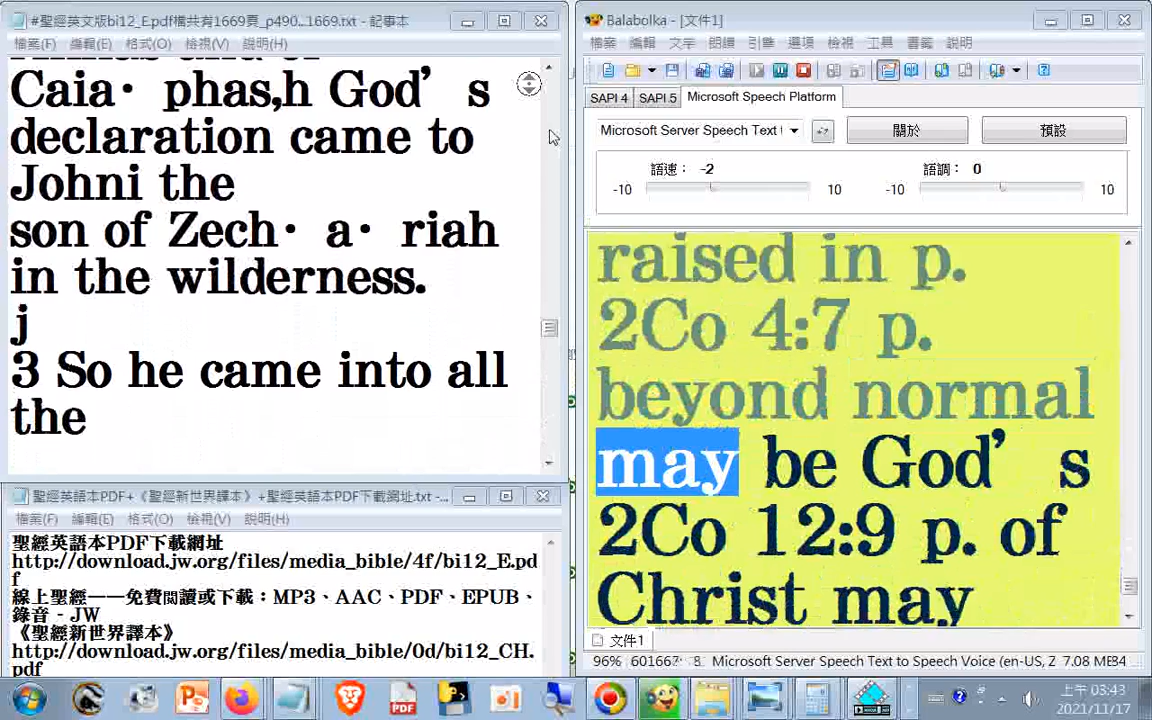 #聖經英文版bi12_E.pdf檔共有1669頁_p490...1669.txt - 記事本
檔案(F) 編輯(E) 格式(O) 檢視(V) 說明(H)
Caia· phas,h God's
declaration came to
Johni the
son of Zech· a· riah
in the wilderness.
j
3 So he came into all
the
聖經英語本PDF+《聖經新世界譯本》+聖經英語本PDF下載網址.txt -...
檔案(F) 編輯(E) 格式(O) 檢視(V) 說明(H)
聖經英語本PDF下載網址
http://download.jw.org/files/media_bible/4f/bi12_E.pd
f
線上聖經——免費閱讀或下載：MP3、AAC、PDF、EPUB、
錄音 - JW
《聖經新世界譯本》
http://download.jw.org/files/media_bible/0d/bi12_CH.
pdf
Balabolka - [文件1]
檔案 編輯 文字 朗讀 引擎 選項 檢視 工具 書籤 說明
SAPI 4 SAPI 5 Microsoft Speech Platform
Microsoft Server Speech Text 關於 預設
語速： -2 語調： 0
-10 10 -10 10
raised in p.
2Co 4:7 p.
beyond normal
may be God's
2Co 12:9 p. of
Christ may
文件1
96% Microsoft Server Speech Text to Speech Voice (en-US, Z 7.08 MB
上午 03:43
2021/11/17